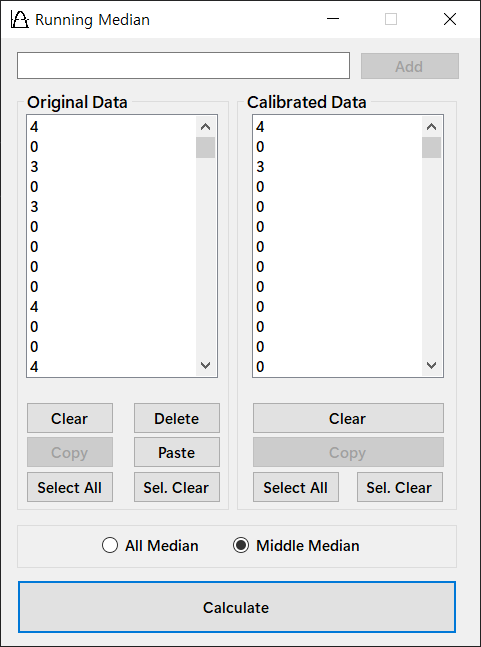 Running Median
Add
Original Data
4
0
3
0
3
0
0
0
0
4
0
0
4
Clear
Delete
Copy
Paste
Select All
Sel. Clear
Calibrated Data
4
0
3
0
0
0
0
0
0
0
0
0
0
Clear
Copy
Select All
Sel. Clear
All Median
Middle Median
Calculate